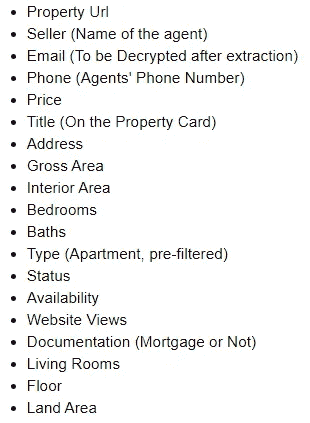 • Property Url
• Seller (Name of the agent)
• Email (To be Decrypted after extraction)
• Phone (Agents' Phone Number)
• Price
• Title (On the Property Card)
• Address
• Gross Area
• Interior Area
• Bedrooms
• Baths
• Type (Apartment, pre-filtered)
• Status
• Availability
• Website Views
• Documentation (Mortgage or Not)
• Living Rooms
• Floor
• Land Area